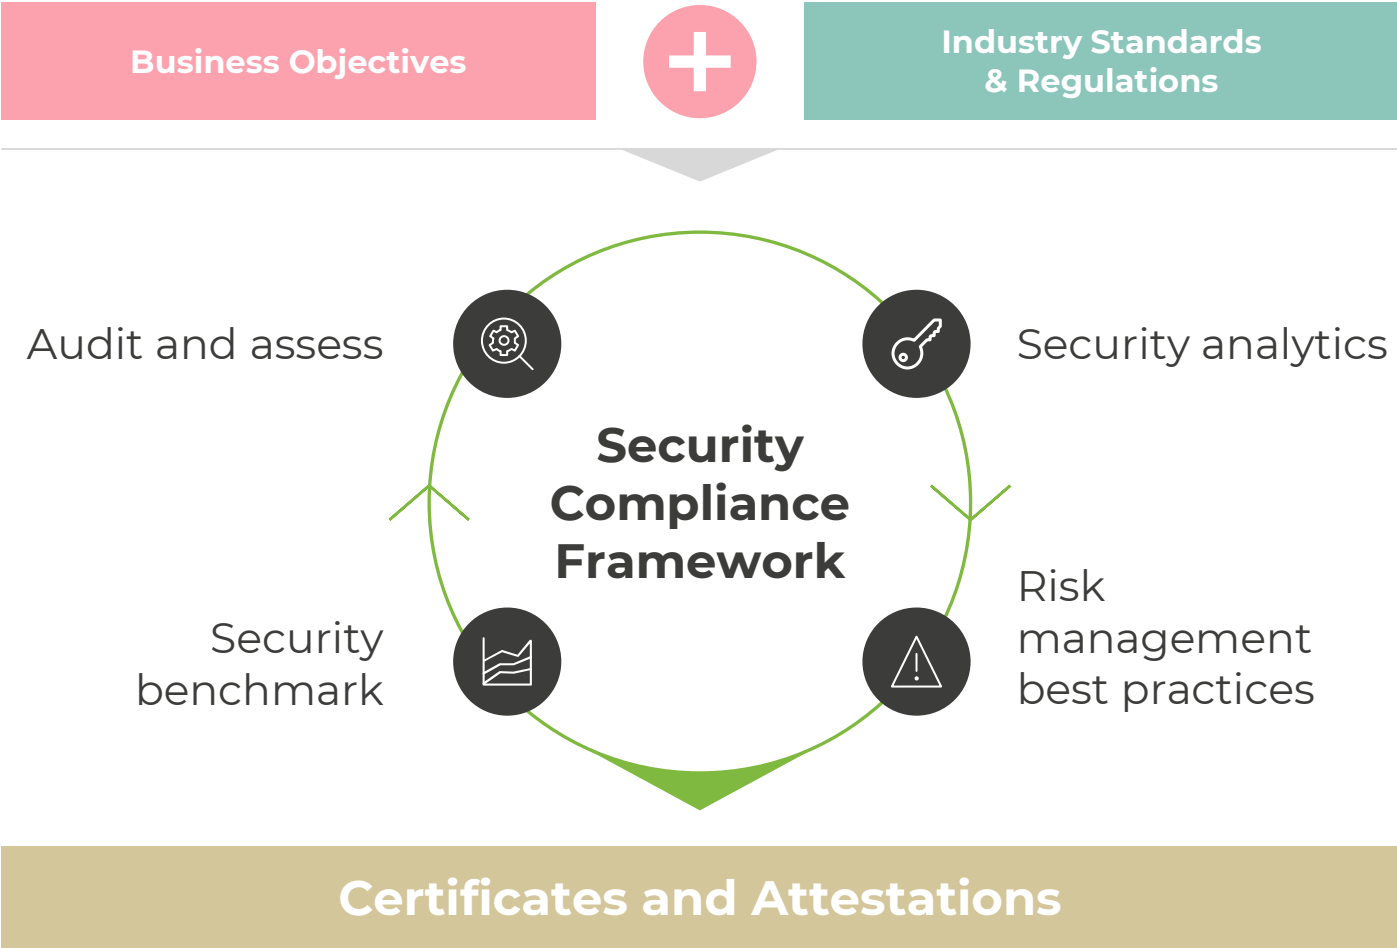 Business Objectives
Industry Standards
& Regulations
Audit and assess
Security analytics
Security
Compliance
Framework
Security
benchmark
Risk
management
best practices
Certificates and Attestations